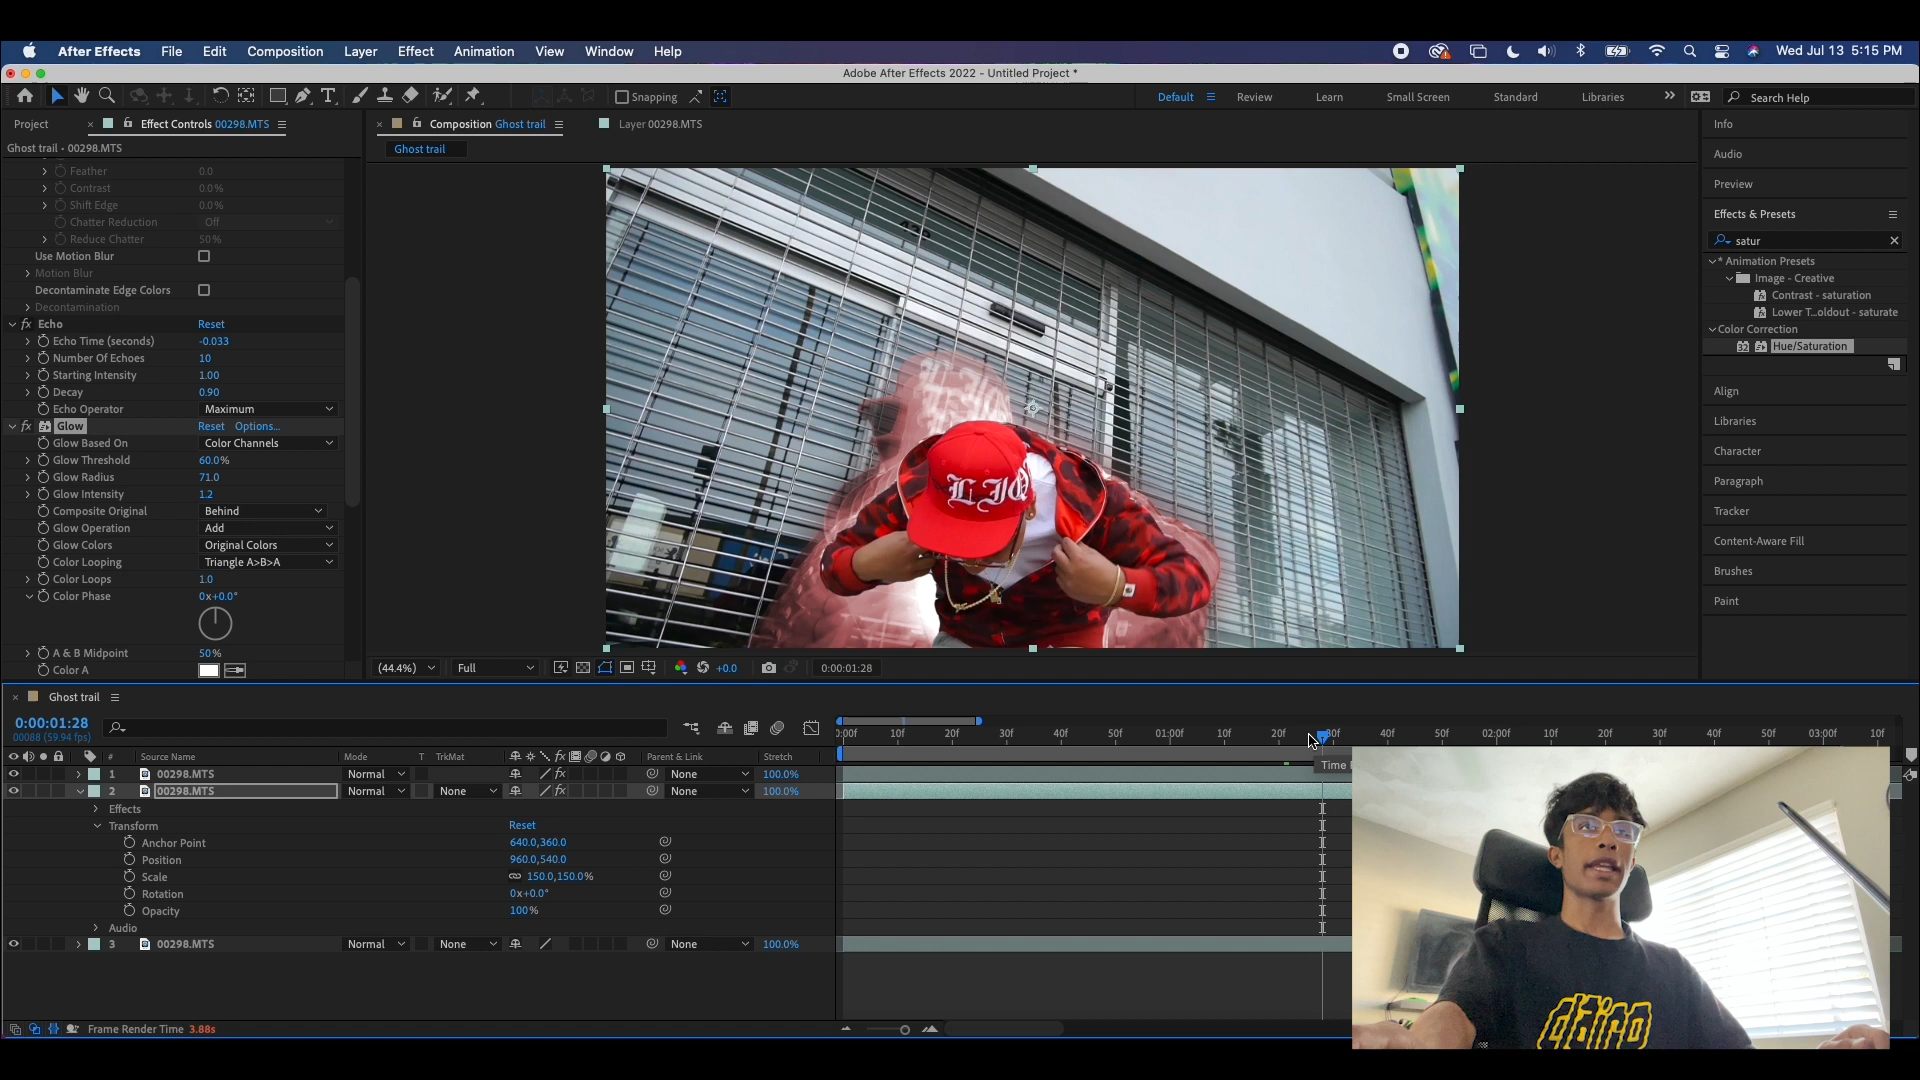 After Effects File Edit Composition Layer Effect Animation View Window Help Wed Jul 13 5:15 PM
Adobe After Effects 2022 - Untitled Project *
Snapping Default Review Learn Small Screen Standard Libraries Search Help
Project Effect Controls 00298.MTS
Ghost trail • 00298.MTS
Feather 0.0
Contrast 0.0%
Shift Edge 0.0%
Chatter Reduction Off
Reduce Chatter 50%
Use Motion Blur
Motion Blur
Decontaminate Edge Colors
Decontamination
fx Echo Reset
Echo Time (seconds) -0.033
Number Of Echoes 10
Starting Intensity 1.00
Decay 0.90
Echo Operator Maximum
fx Glow Reset Options...
Glow Based On Color Channels
Glow Threshold 60.0%
Glow Radius 71.0
Glow Intensity 1.2
Composite Original Behind
Glow Operation Add
Glow Colors Original Colors
Color Looping Triangle A>B>A
Color Loops 1.0
Color Phase 0x+0.0°
A & B Midpoint 50%
Color A
Composition Ghost trail Layer 00298.MTS
Ghost trail
LIQ
(44.4%) Full +0.0 0:00:01:28
Info
Audio
Preview
Effects & Presets
satur
* Animation Presets
Image - Creative
Contrast - saturation
Lower T...oldout - saturate
Color Correction
32 Hue/Saturation
Align
Libraries
Character
Paragraph
Tracker
Content-Aware Fill
Brushes
Paint
Ghost trail
0:00:01:28
00088 (59.94 fps)
0:00f 10f 20f 30f 40f 50f 01:00f 10f 20f 30f 40f 50f 02:00f 10f 20f 30f 40f 50f 03:00f 10f
# Source Name Mode T TrkMat fx Parent & Link Stretch
1 00298.MTS Normal fx None 100.0%
Time
2 00298.MTS Normal None fx None 100.0%
Effects
Transform Reset
Anchor Point 640.0,360.0
Position 960.0,540.0
Scale 150.0,150.0%
Rotation 0x+0.0°
Opacity 100%
Audio
3 00298.MTS Normal None None 100.0%
Frame Render Time 3.88s